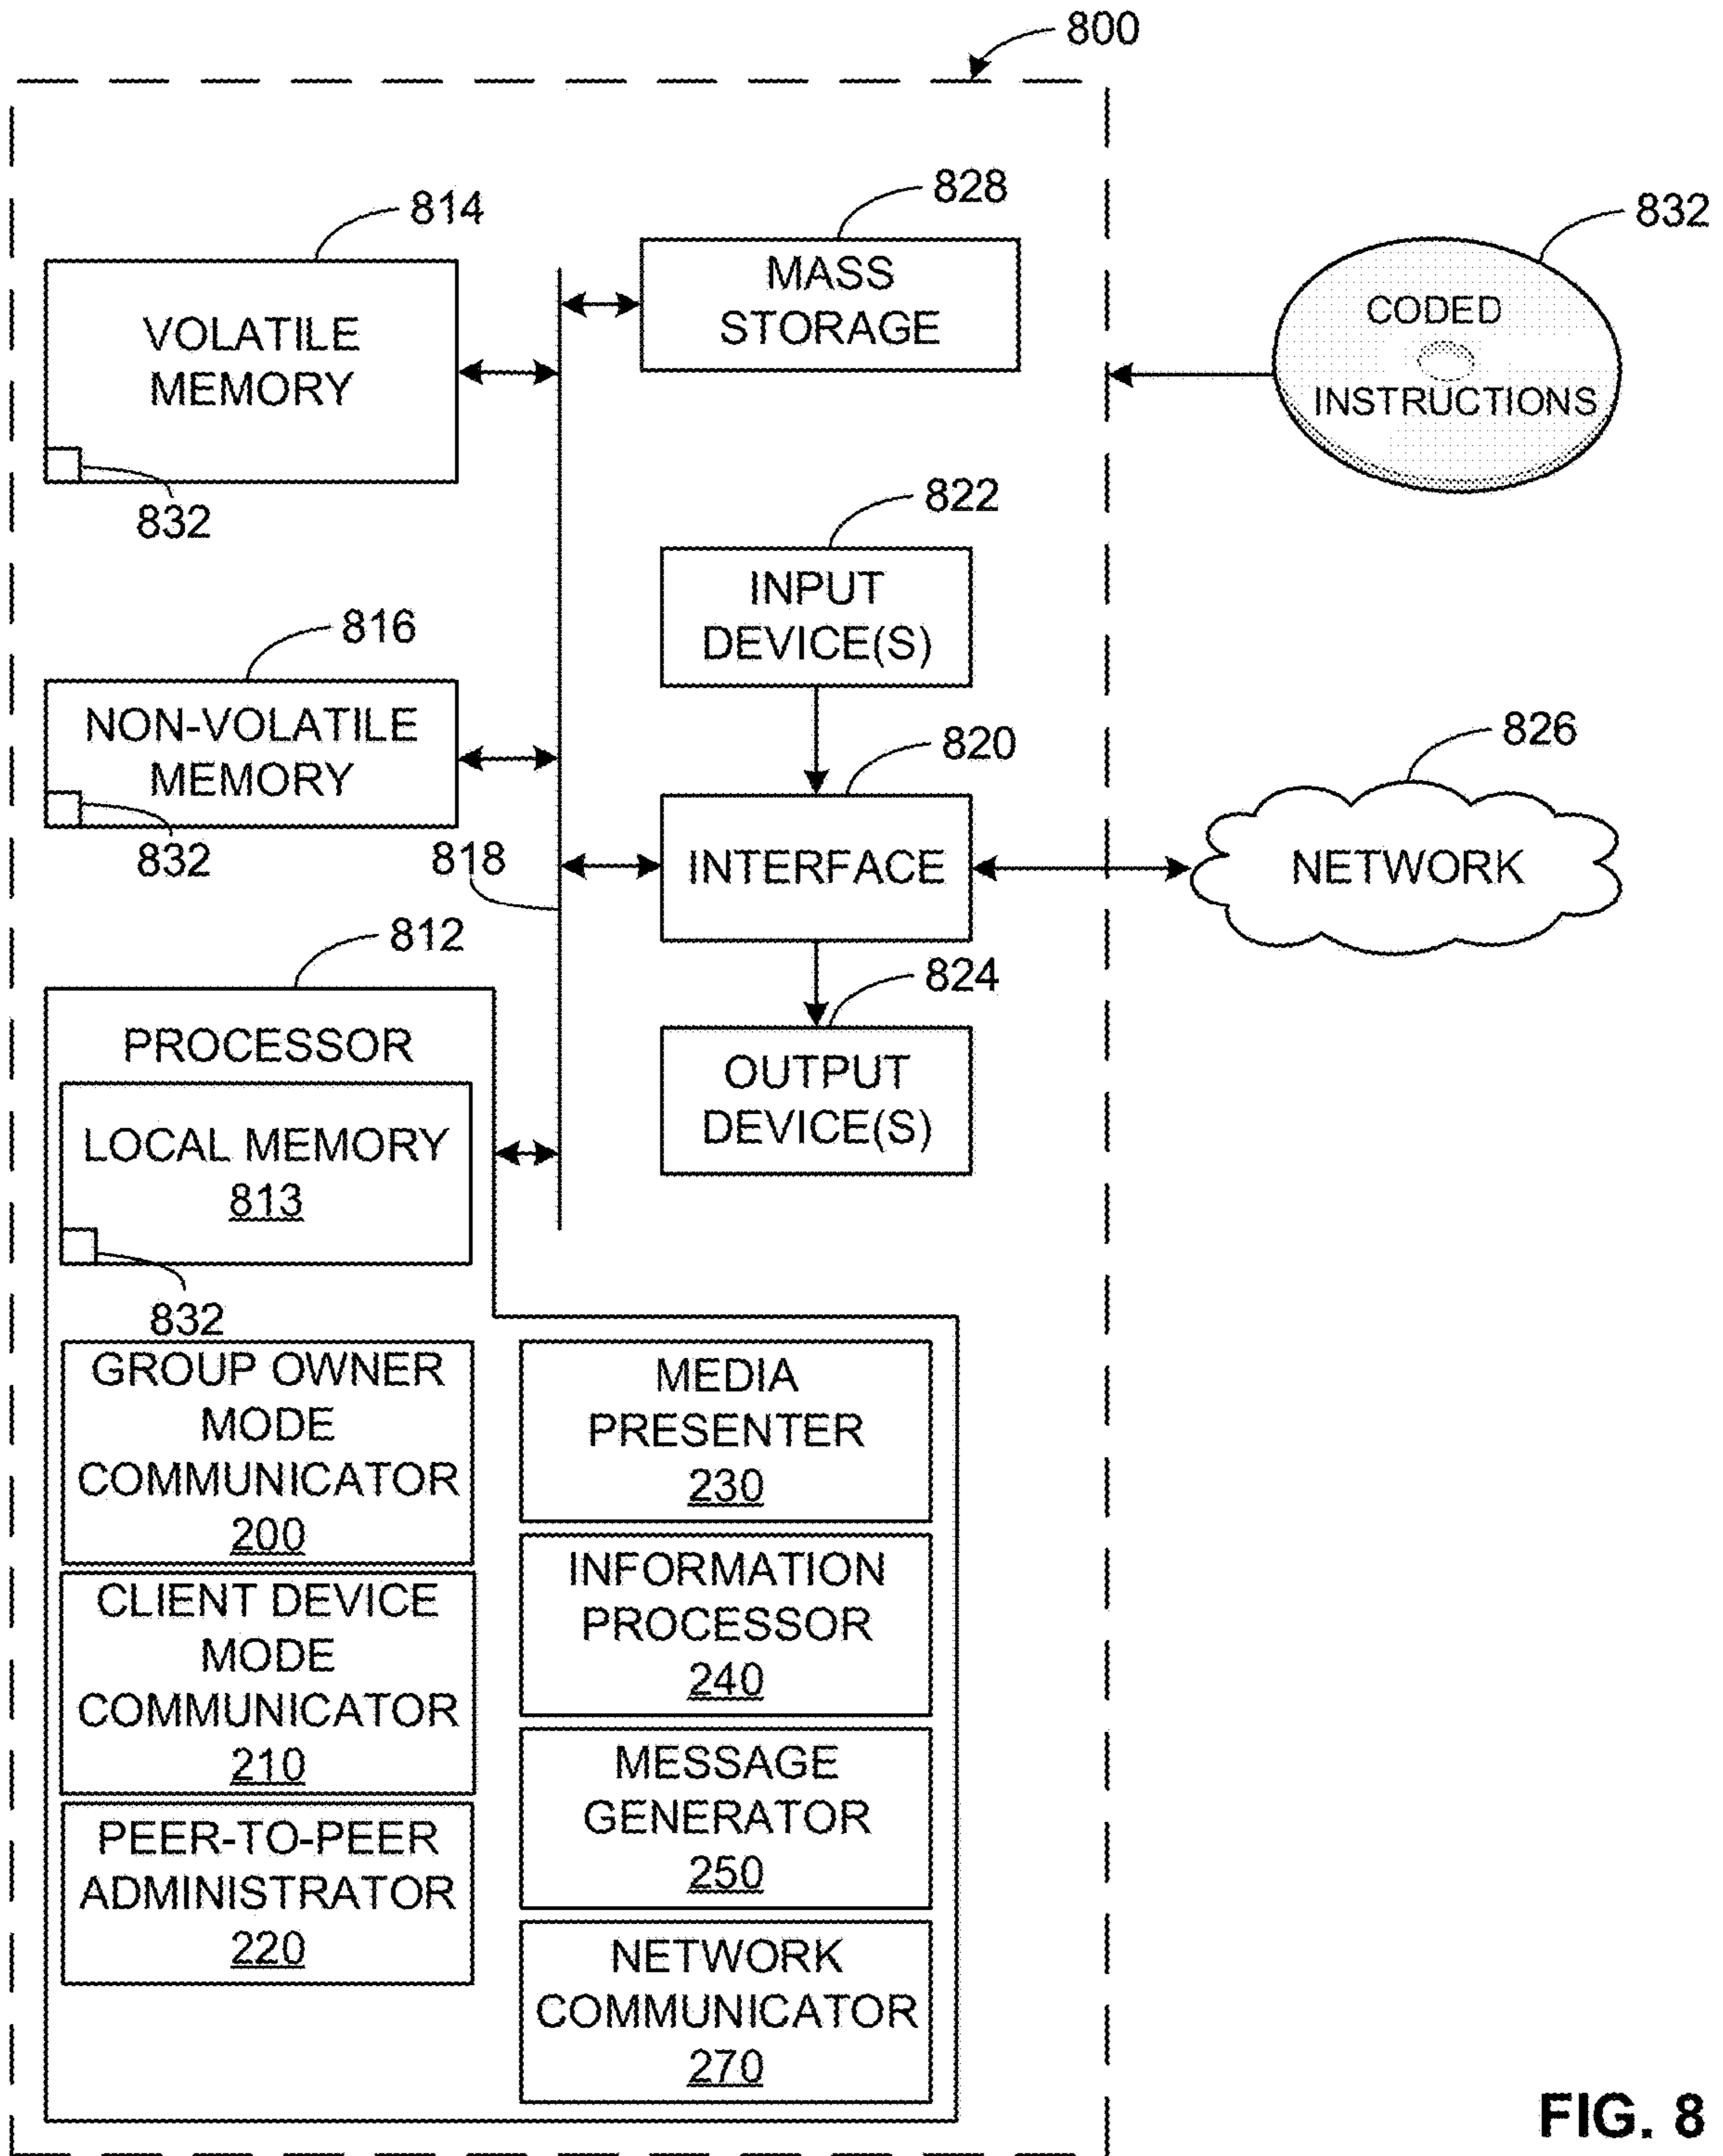 800
814
828
832
VOLATILE
MEMORY
MASS
STORAGE
CODED
INSTRUCTIONS
832
822
INPUT
DEVICE(S)
816
NON-VOLATILE
MEMORY
832
818
820
INTERFACE
826
NETWORK
812
824
OUTPUT
DEVICE(S)
PROCESSOR
LOCAL MEMORY
813
832
GROUP OWNER
MODE
COMMUNICATOR
200
CLIENT DEVICE
MODE
COMMUNICATOR
210
PEER-TO-PEER
ADMINISTRATOR
220
MEDIA
PRESENTER
230
INFORMATION
PROCESSOR
240
MESSAGE
GENERATOR
250
NETWORK
COMMUNICATOR
270
FIG. 8